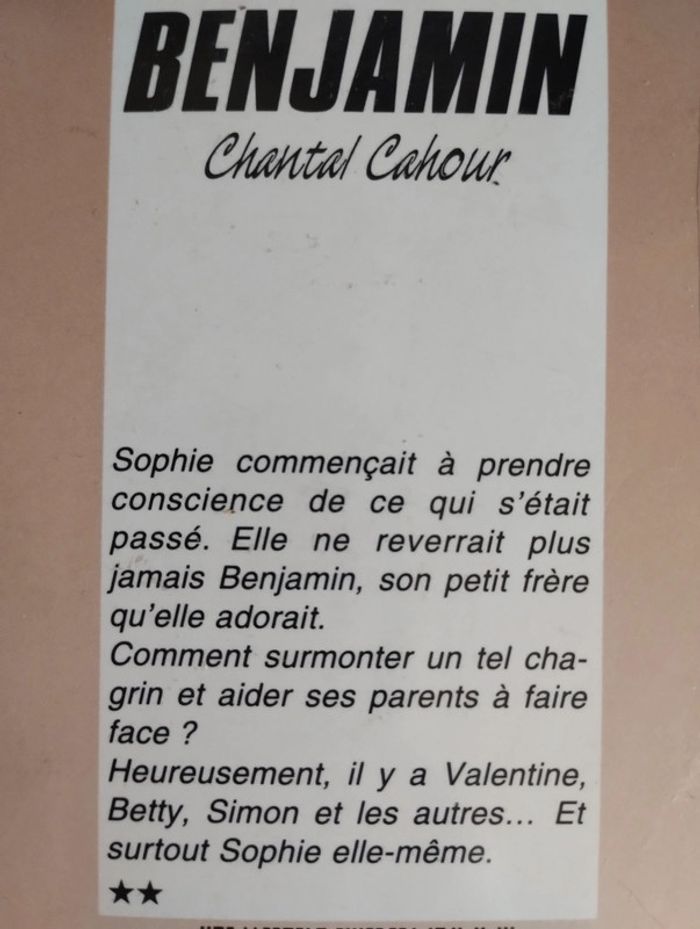 BENJAMIN
Chantal Cahour
Sophie commençait à prendre
conscience de ce qui s'était
passé. Elle ne reverrait plus
jamais Benjamin, son petit frère
qu'elle adorait.
Comment surmonter un tel cha-
grin et aider ses parents à faire
face ?
Heureusement, il y a Valentine,
Betty, Simon et les autres... Et
surtout Sophie elle-même.
★★